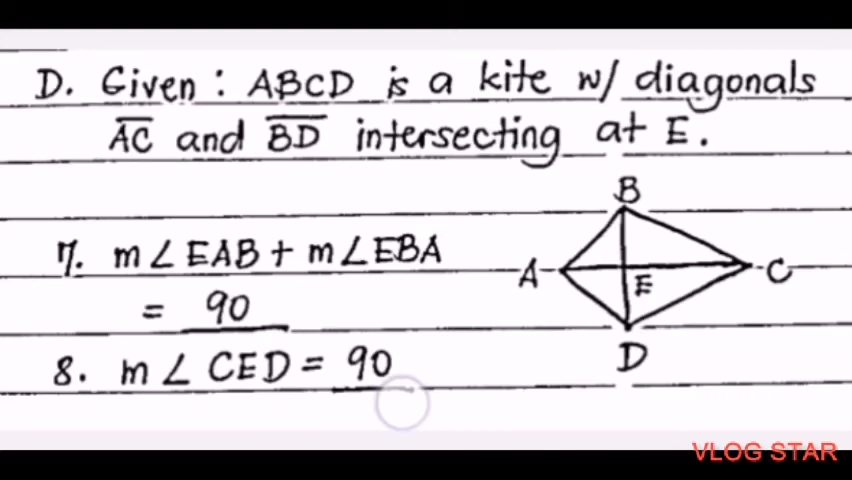 D. Given : ABCD is a kite w/ diagonals
AC and BD intersecting at E.
7. m∠EAB + m∠EBA
= 90
8. m∠ CED = 90
B
A
E
C
D
VLOG STAR